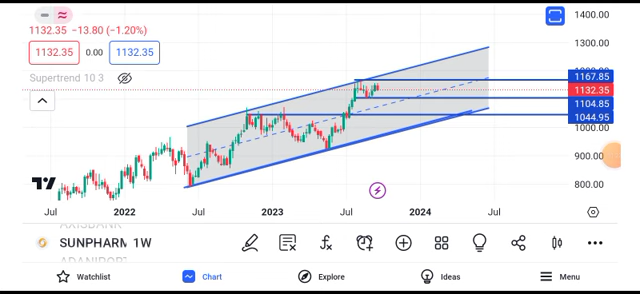 1400.00
1132.35 −13.80 (−1.20%)
1300.00
1132.35 0.00 1132.35
1167.85
Supertrend 10 3
1132.35
1104.85
1044.95
1000.00
900.00
800.00
Jul 2022 Jul 2023 Jul 2024 Jul
SUNPHARM 1W
Watchlist Chart Explore Ideas Menu